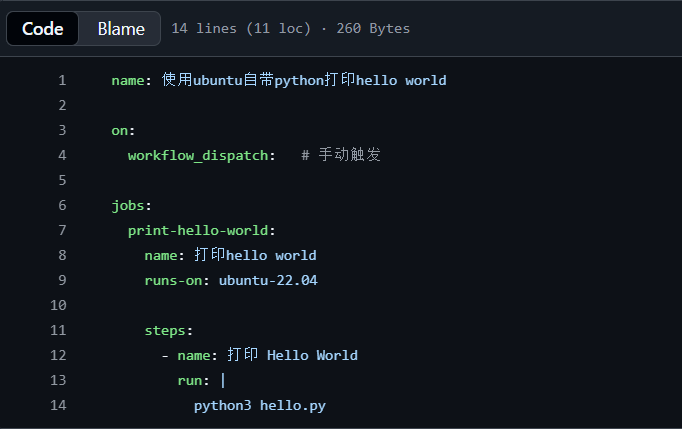 Code Blame 14 lines (11 loc) · 260 Bytes
1 name: 使用ubuntu自带python打印hello world
2
3 on:
4 workflow_dispatch: # 手动触发
5
6 jobs:
7 print-hello-world:
8 name: 打印hello world
9 runs-on: ubuntu-22.04
10
11 steps:
12 - name: 打印 Hello World
13 run: |
14 python3 hello.py